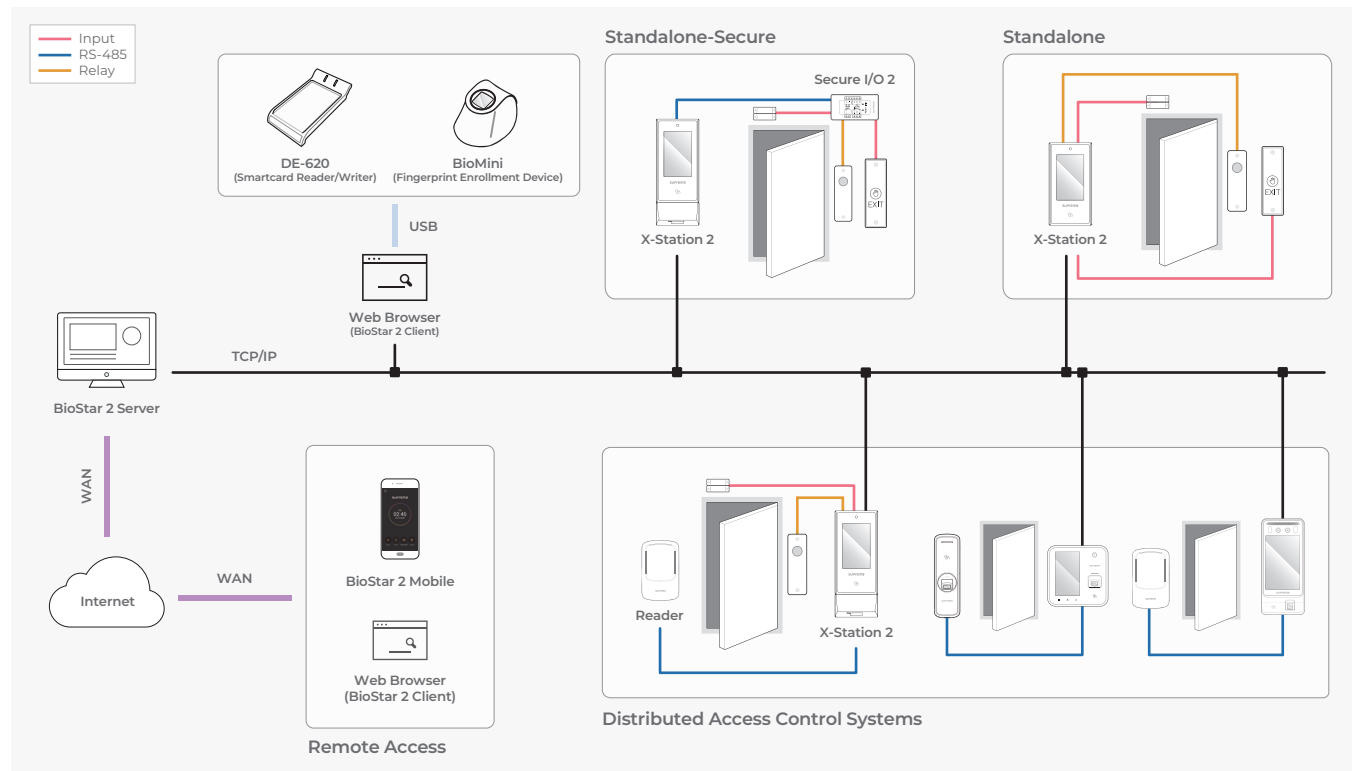 Input
RS-485
Relay
DE-620
(Smartcard Reader/Writer)
BioMini
(Fingerprint Enrollment Device)
USB
Web Browser
(BioStar 2 Client)
Standalone-Secure
Secure I/O 2
EXIT
X-Station 2
Standalone
EXIT
X-Station 2
TCP/IP
BioStar 2 Server
WAN
Internet
WAN
BioStar 2 Mobile
Web Browser
(BioStar 2 Client)
Remote Access
Reader
X-Station 2
Distributed Access Control Systems